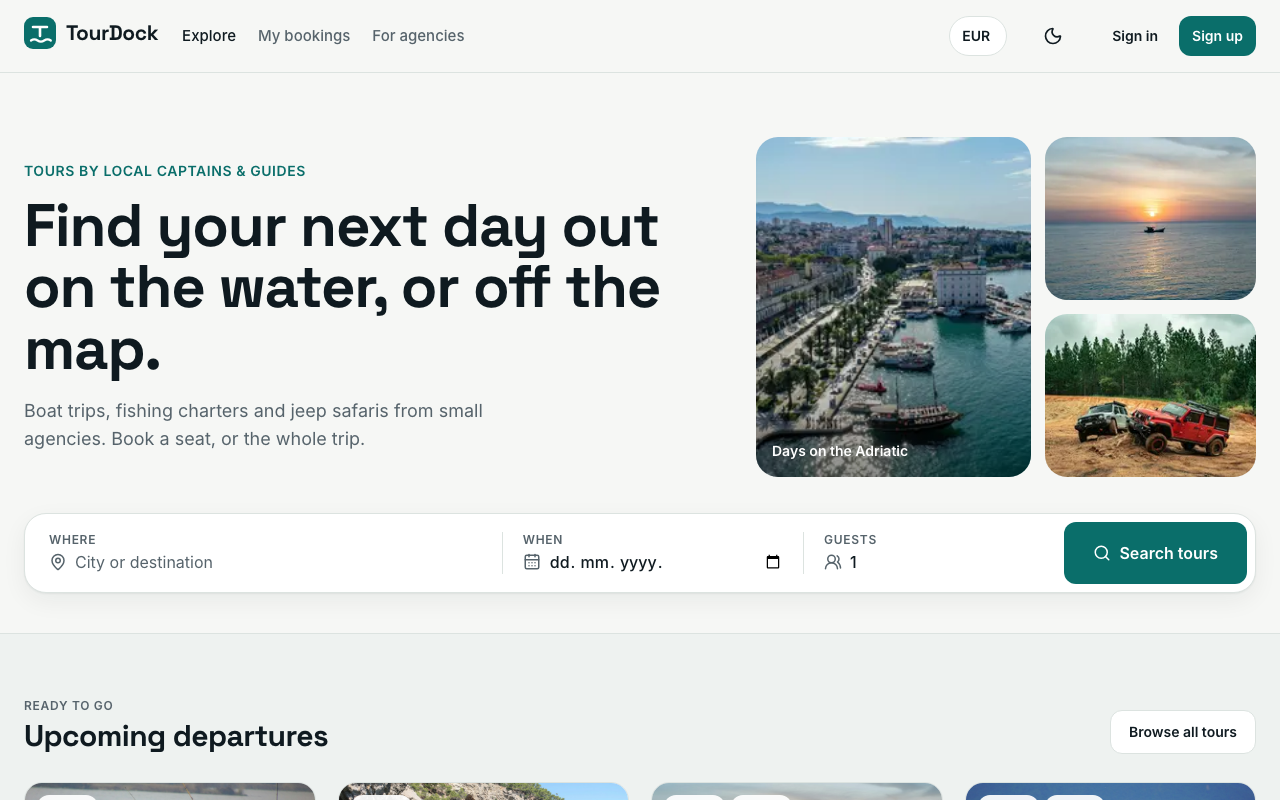 TourDock
Explore
My bookings
For agencies
EUR
Sign in
Sign up
TOURS BY LOCAL CAPTAINS & GUIDES
Find your next day out
on the water, or off the
map.
Boat trips, fishing charters and jeep safaris from small
agencies. Book a seat, or the whole trip.
Days on the Adriatic
WHERE
City or destination
WHEN
dd. mm. yyyy.
GUESTS
1
Search tours
READY TO GO
Upcoming departures
Browse all tours